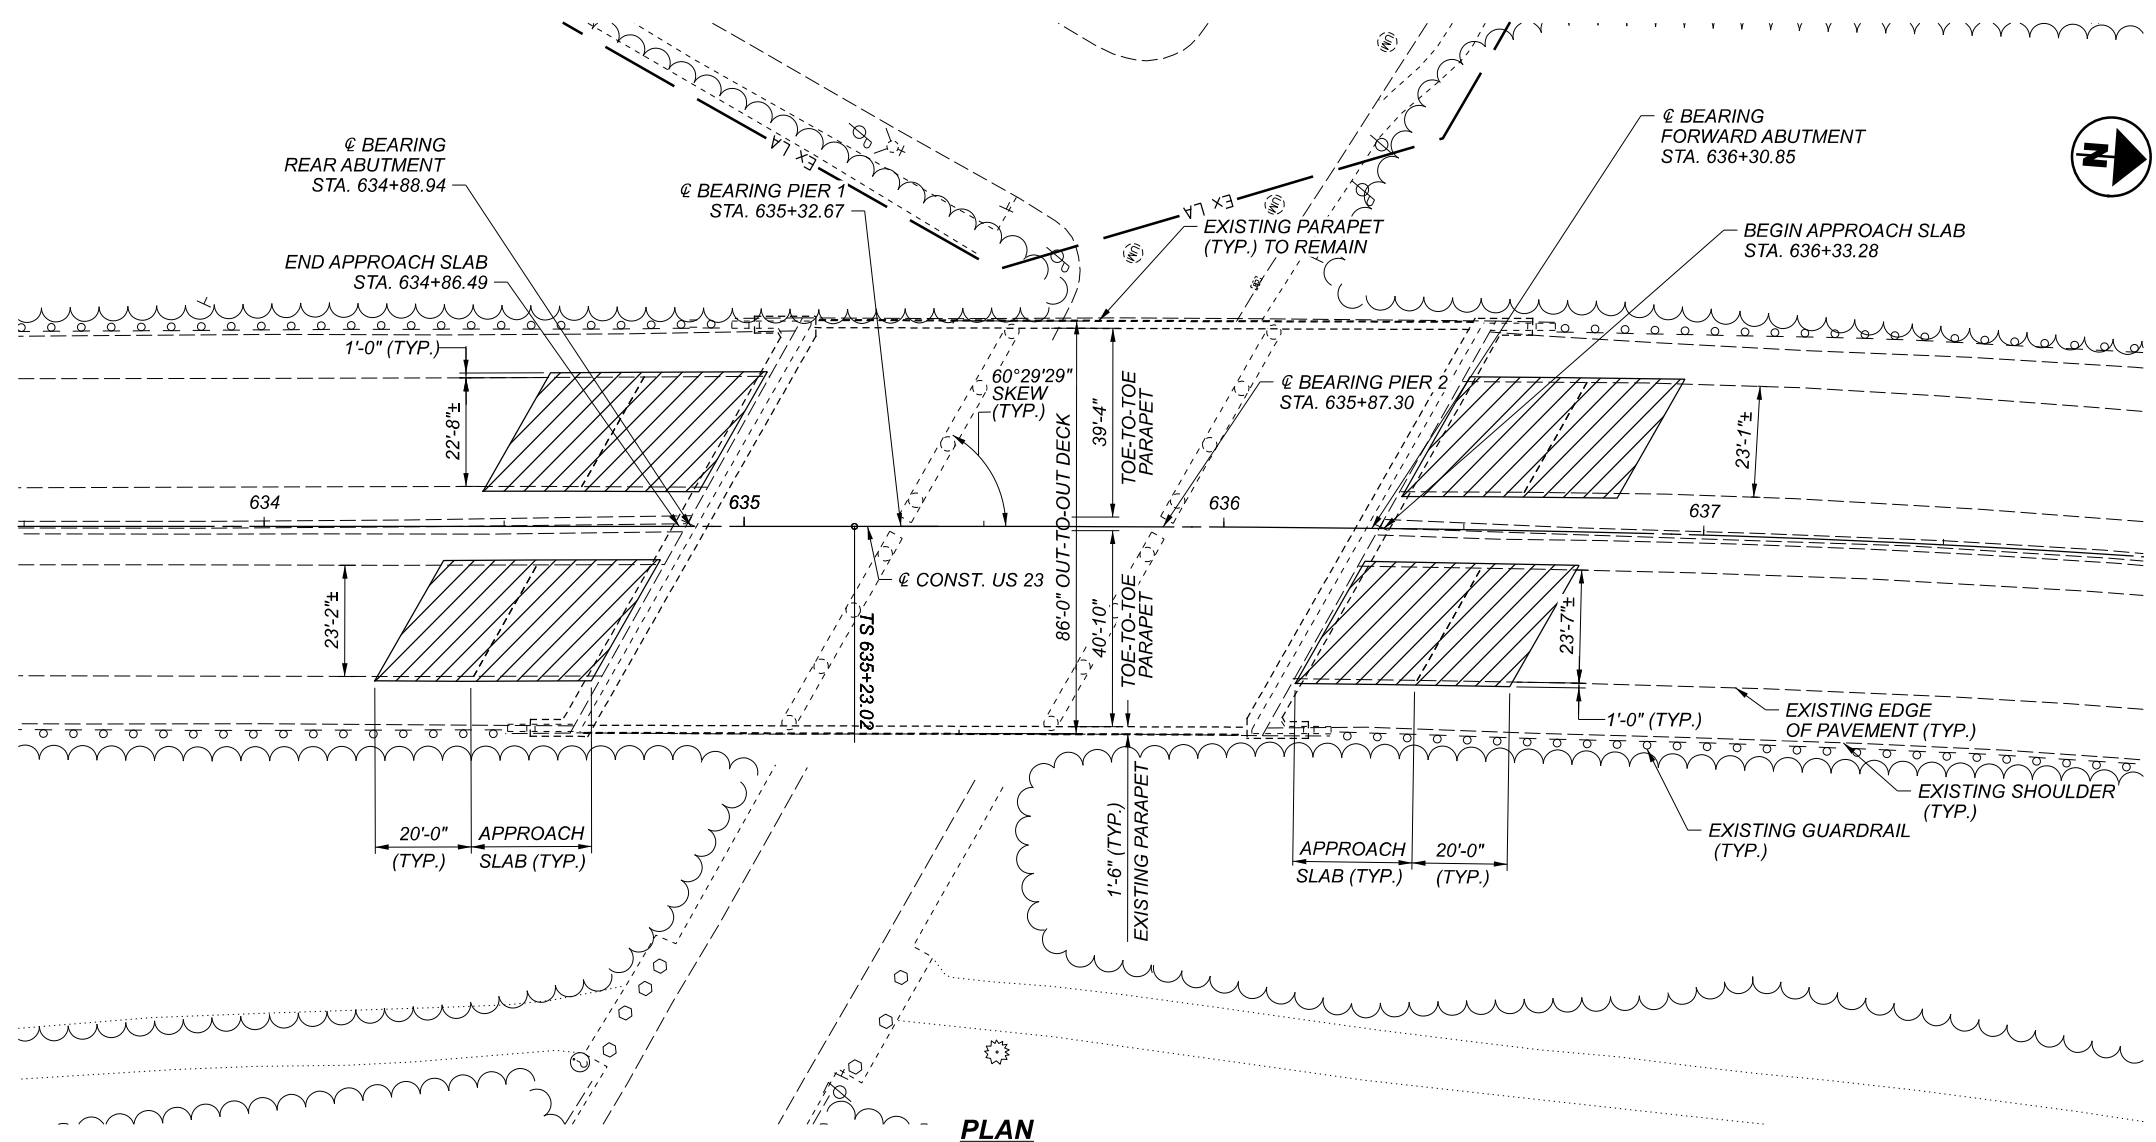 ℄ BEARING
REAR ABUTMENT
STA. 634+88.94
END APPROACH SLAB
STA. 634+86.49
℄ BEARING PIER 1
STA. 635+32.67
Ex LA
Ex LA
EXISTING PARAPET
(TYP.) TO REMAIN
℄ BEARING
FORWARD ABUTMENT
STA. 636+30.85
BEGIN APPROACH SLAB
STA. 636+33.28
N
1'-0" (TYP.)
22'-8"±
60°29'29"
SKEW
(TYP.)
86'-0" OUT-TO-OUT DECK
39'-4"
TOE-TO-TOE
PARAPET
℄ BEARING PIER 2
STA. 635+87.30
23'-1"±
634
635
636
637
℄ CONST. US 23
TS 635+23.02
40'-10"
TOE-TO-TOE
PARAPET
23'-2"±
23'-7"±
1'-0" (TYP.)
EXISTING EDGE
OF PAVEMENT (TYP.)
EXISTING SHOULDER
(TYP.)
EXISTING GUARDRAIL
(TYP.)
20'-0"
(TYP.)
APPROACH
SLAB (TYP.)
1'-6" (TYP.)
EXISTING PARAPET
APPROACH
SLAB (TYP.)
20'-0"
(TYP.)
PLAN